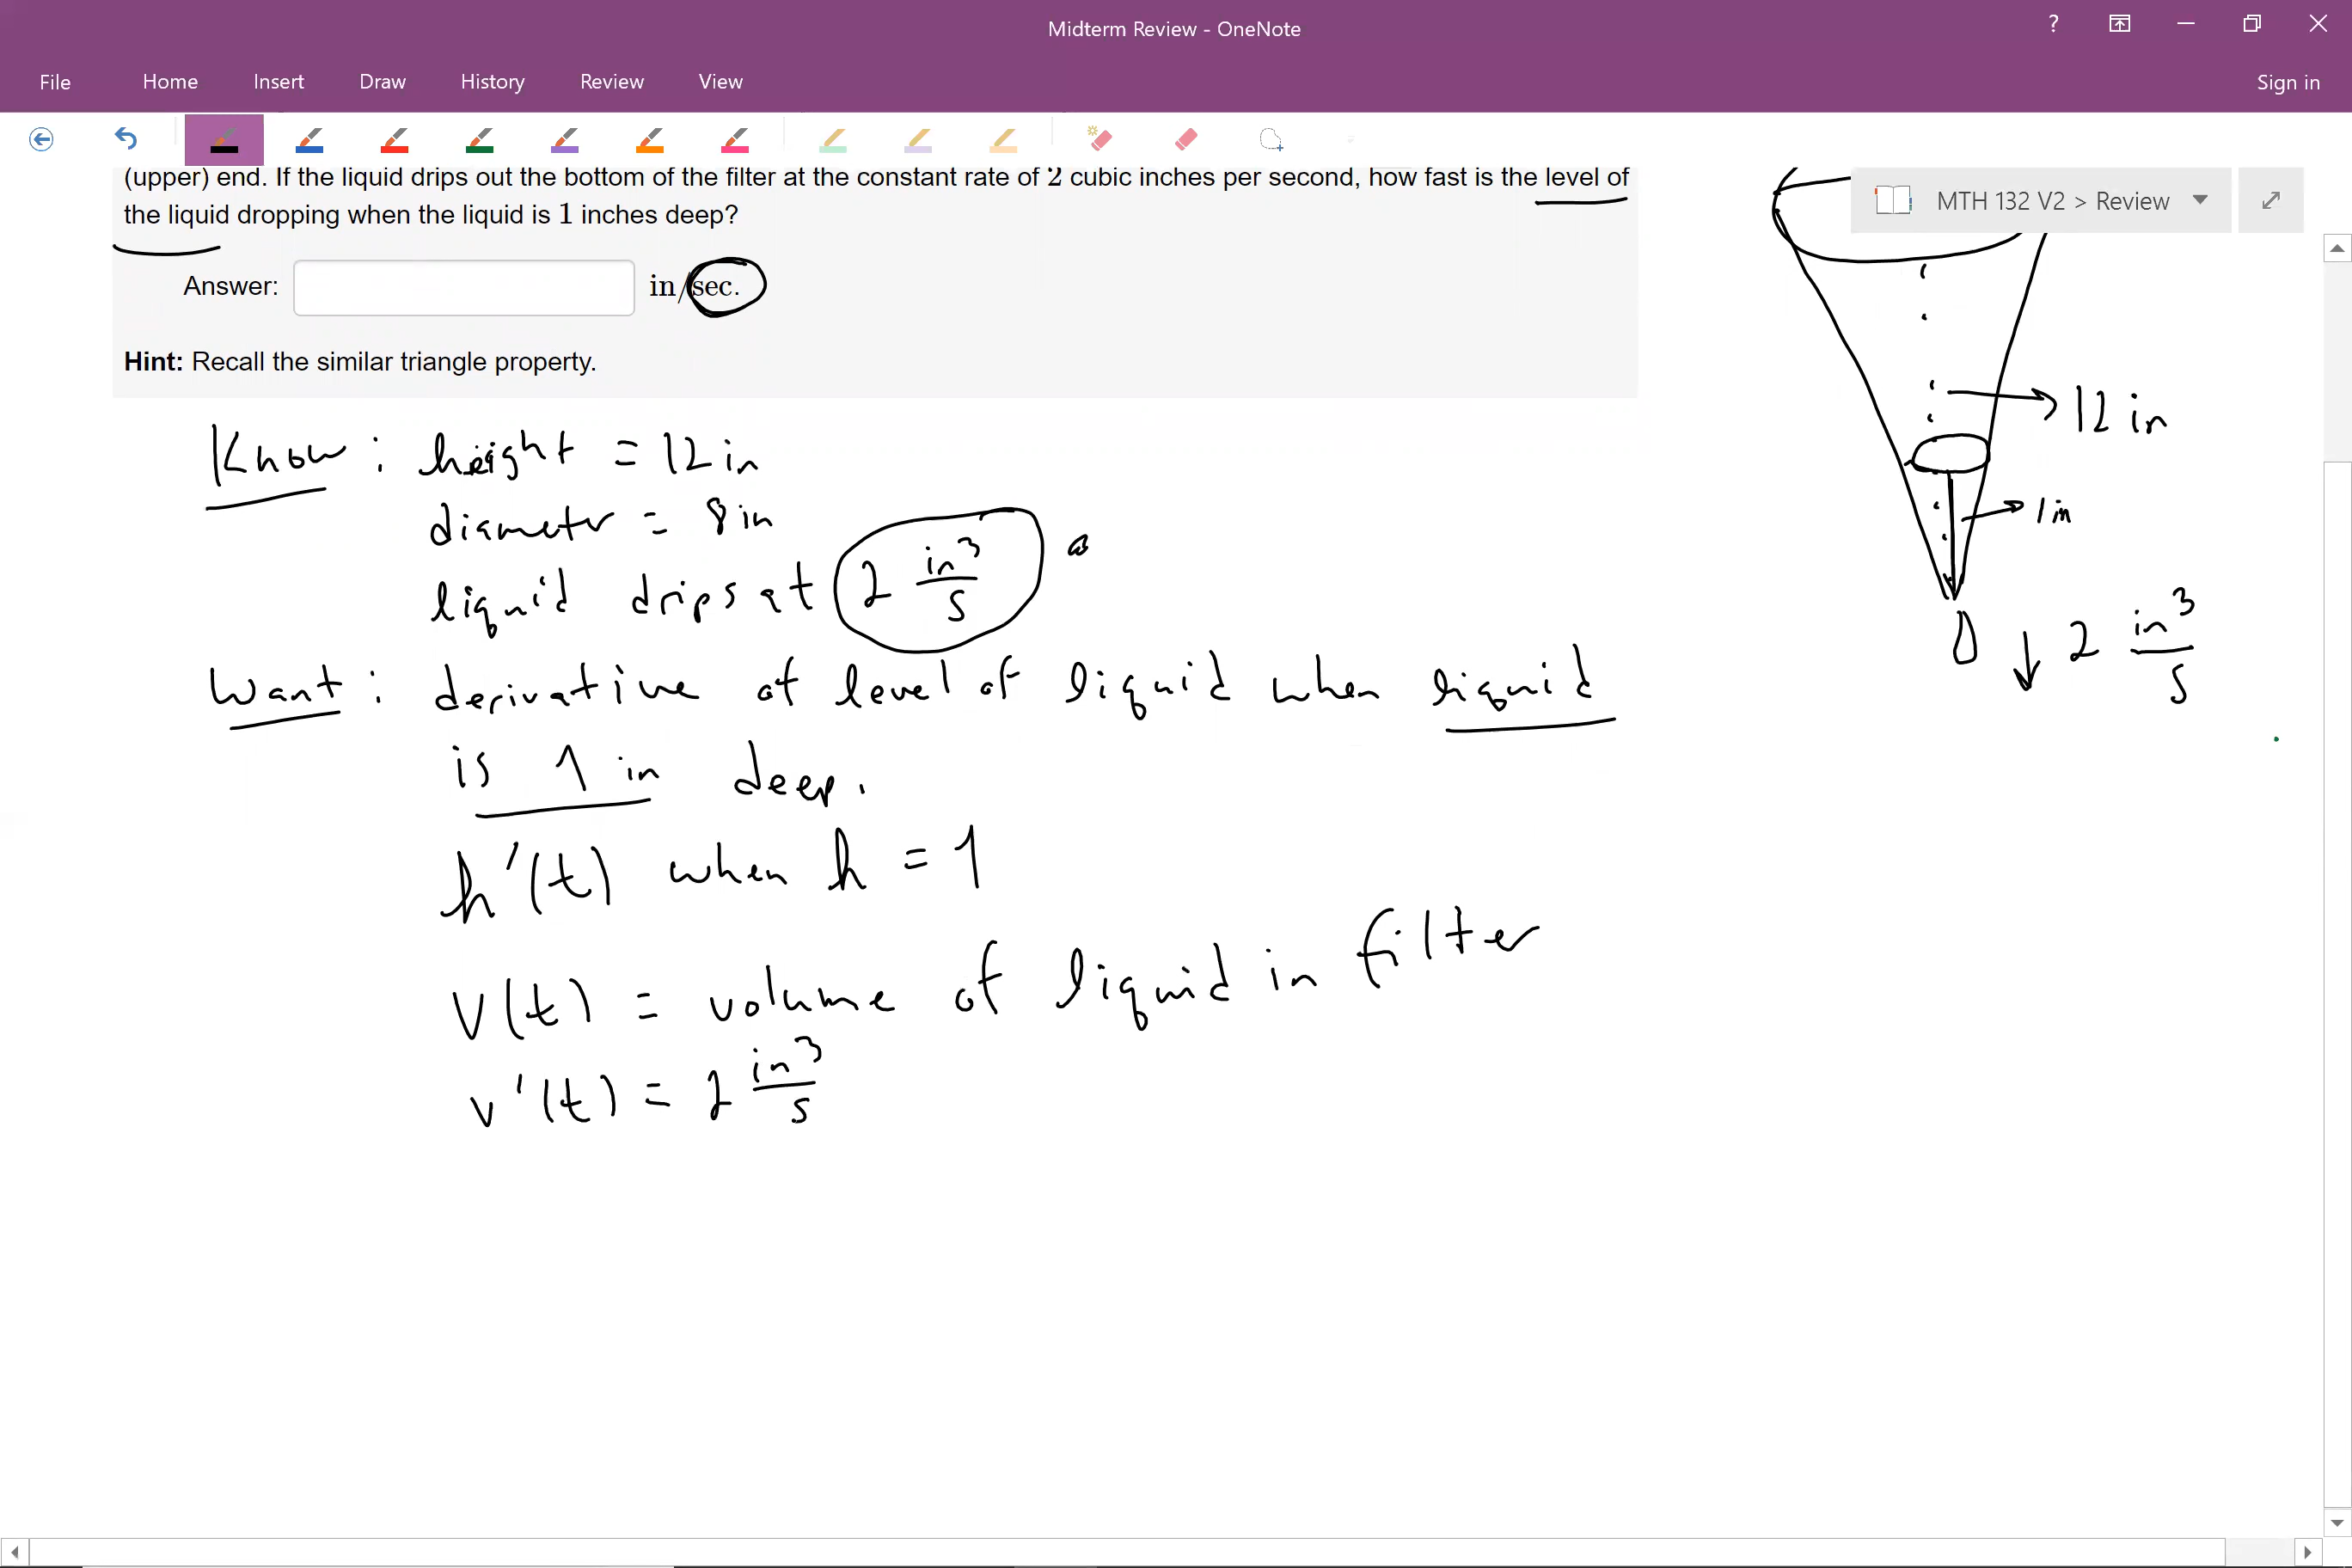 Midterm Review - OneNote
?
File Home Insert Draw History Review View
Sign in
(upper) end. If the liquid drips out the bottom of the filter at the constant rate of 2 cubic inches per second, how fast is the level of
the liquid dropping when the liquid is 1 inches deep?
MTH 132 V2 > Review
Answer: in/sec.
Hint: Recall the similar triangle property.
12 in
1 in
2 in³/s
Know: height = 12 in
diameter = 8 in
liquid drips at 2 in³/s
Want: derivative of level of liquid when liquid
is 1 in deep.
h'(t) when h = 1
V(t) = volume of liquid in filter
v'(t) = 2 in³/s